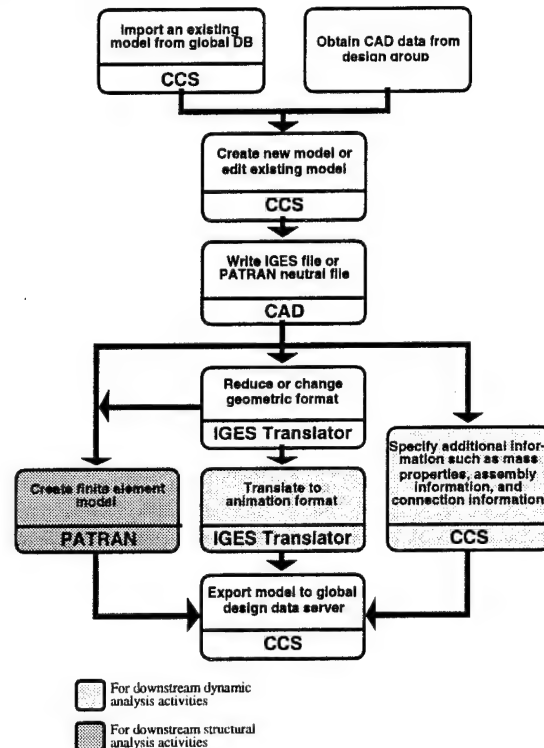 Import an existing
model from global DB
CCS
Obtain CAD data from
design group
Create new model or
edit existing model
CCS
Write IGES file or
PATRAN neutral file
CAD
Reduce or change
geometric format
IGES Translator
Create finite element
model
PATRAN
Translate to
animation format
IGES Translator
Specify additional infor-
mation such as mass
properties, assembly
information, and
connection information
CCS
Export model to global
design data server
CCS
For downstream dynamic
analysis activities
For downstream structural
analysis activities